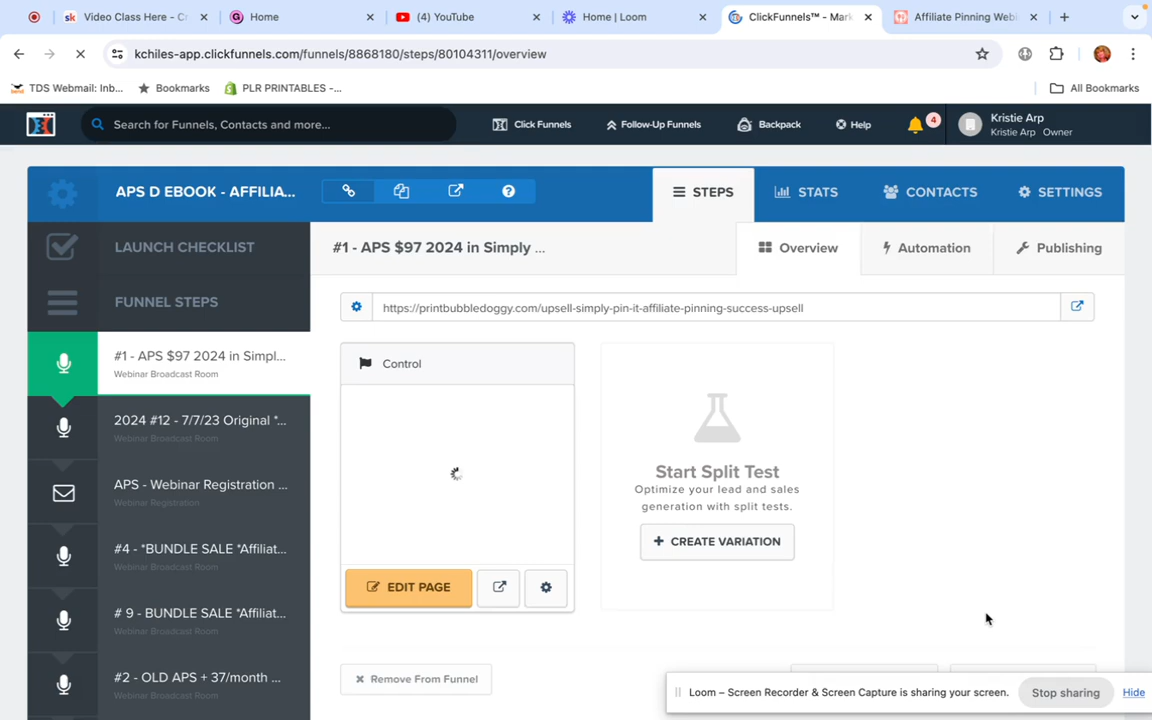 Video Class Here - Cr
Home
(4) YouTube
Home | Loom
ClickFunnels™ - Mark
Affiliate Pinning Webi
kchiles-app.clickfunnels.com/funnels/8868180/steps/80104311/overview
TDS Webmail: Inb...
Bookmarks
PLR PRINTABLES -...
All Bookmarks
Search for Funnels, Contacts and more...
Click Funnels
Follow-Up Funnels
Backpack
Help
4
Kristie Arp
Kristie Arp Owner
APS D EBOOK - AFFILIA...
STEPS
STATS
CONTACTS
SETTINGS
LAUNCH CHECKLIST
#1 - APS $97 2024 in Simply ...
Overview
Automation
Publishing
FUNNEL STEPS
https://printbubbledoggy.com/upsell-simply-pin-it-affiliate-pinning-success-upsell
#1 - APS $97 2024 in Simpl...
Webinar Broadcast Room
Control
2024 #12 - 7/7/23 Original "...
Webinar Broadcast Room
APS - Webinar Registration ...
Webinar Registration
Start Split Test
Optimize your lead and sales
generation with split tests.
CREATE VARIATION
#4 - *BUNDLE SALE *Affiliat...
Webinar Broadcast Room
EDIT PAGE
# 9 - BUNDLE SALE *Affiliat...
Webinar Broadcast Room
#2 - OLD APS + 37/month ...
Webinar Broadcast Room
Remove From Funnel
Loom – Screen Recorder & Screen Capture is sharing your screen.
Stop sharing
Hide